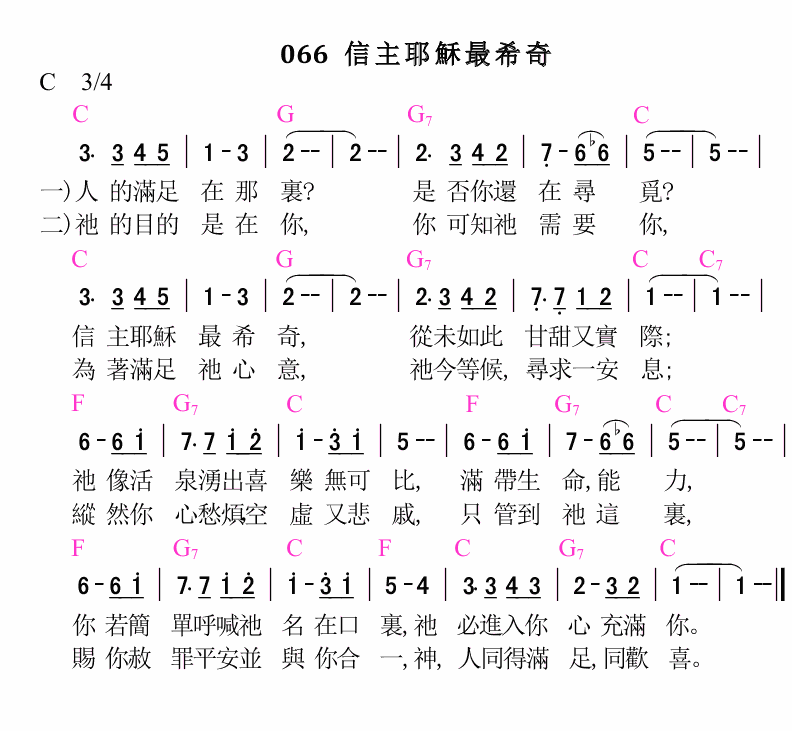 066 信主耶穌最希奇
C 3/4
C G G7 C
3. 3 4 5 | 1 - 3 | 2 - - | 2 - - | 2. 3 4 2 | 7̣ - 6̣ ♭6̣ | 5 - - | 5 - - |
一)人 的滿足 在 那 裏? 是 否你還 在 尋 覓?
二)祂 的目的 是 在 你, 你 可知祂 需 要 你,
C G G7 C C7
3. 3 4 5 | 1 - 3 | 2 - - | 2 - - | 2. 3 4 2 | 7̣. 7̣ 1 2 | 1 - - | 1 - - |
信 主耶穌 最 希 奇, 從未如此 甘甜又實 際;
為 著滿足 祂 心 意, 祂今等候, 尋求一安 息;
F G7 C F G7 C C7
6 - 6 i | 7. 7 i 2̇ | i - 3̇ i | 5 - - | 6 - 6 i | 7 - 6 ♭6 | 5 - - | 5 - - |
祂 像活 泉湧出喜 樂 無可 比, 滿 帶生 命,能 力,
縱 然你 心愁煩,空 虛 又悲 戚, 只 管到 祂 這 裏,
F G7 C F C G7 C
6 - 6 i | 7. 7 i 2̇ | i - 3̇ i | 5 - 4 | 3. 3 4 3 | 2 - 3 2 | 1 - - | 1 - - ‖
你 若簡 單呼喊祂 名 在口 裏,祂 必進入你 心 充滿 你。
賜 你赦 罪平安並 與 你合 一,神, 人同得滿 足,同歡 喜。